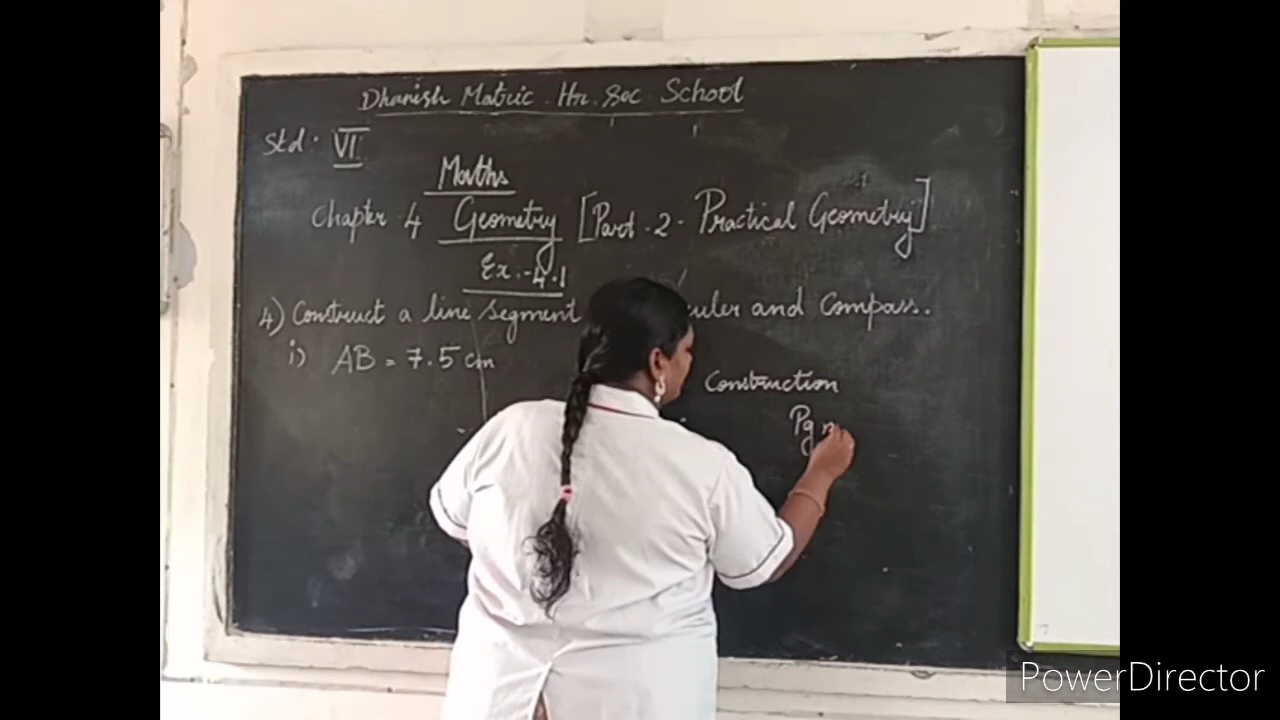 Dhanish Matric. Hr. Sec. School
Std. VI
Maths
Chapter 4 Geometry [Part-2-Practical Geometry]
Ex.-4.1
4) Construct a line segment uler and compass.
i) AB = 7.5 cm
Construction
Pg n
PowerDirector